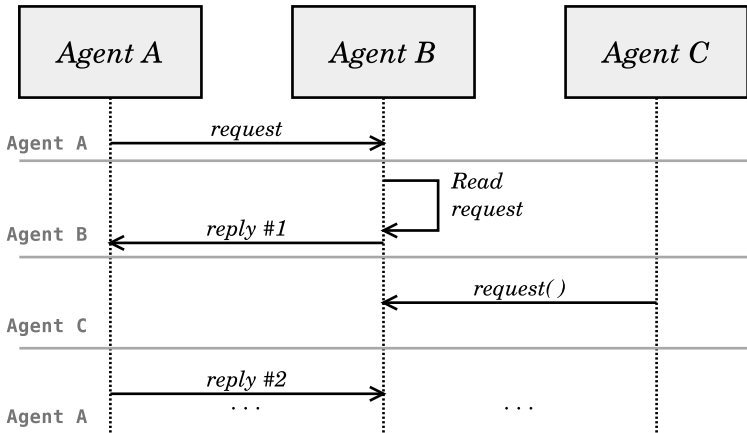 Agent A
Agent B
Agent C
request
Agent A
Read
request
reply #1
Agent B
request()
Agent C
reply #2
... ...
Agent A